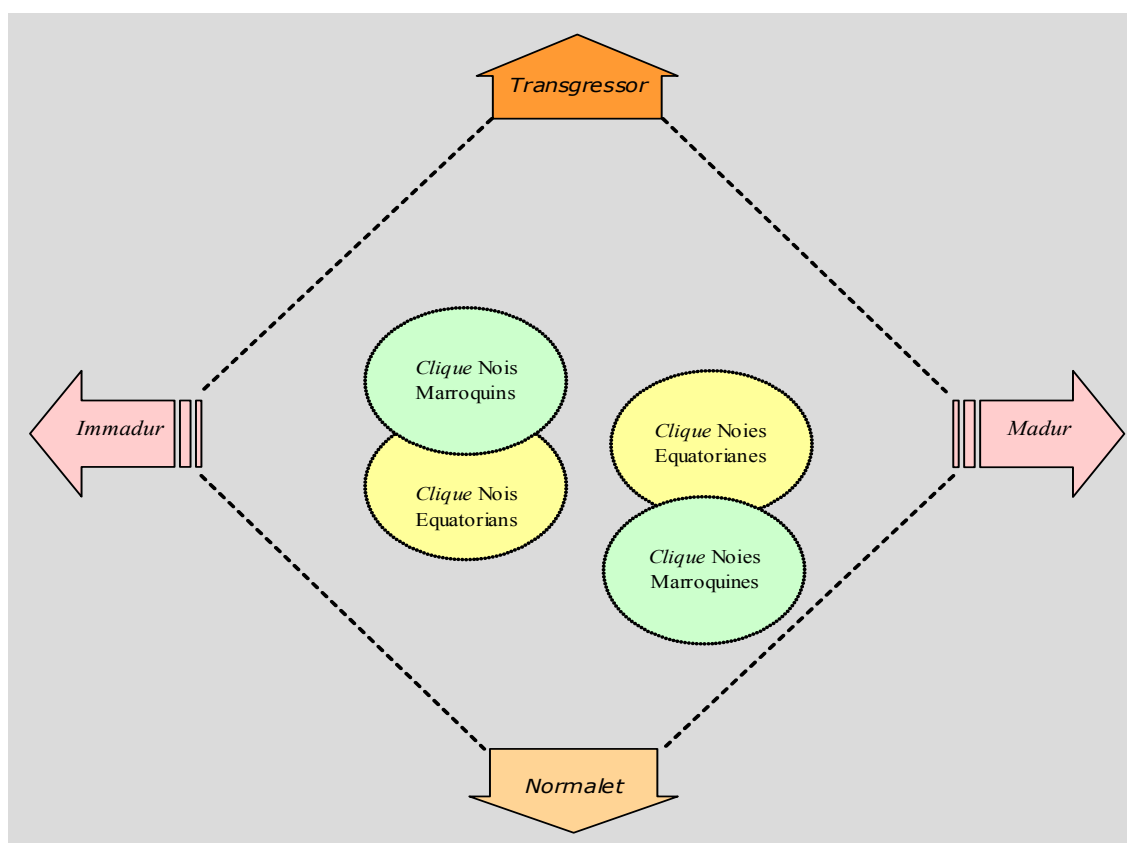 Transgressor
Clique Nois
Marroquins
Immadur
Clique Noies
Equatorianes
Madur
Clique Nois
Equatorians
Clique Noies
Marroquines
Normalet